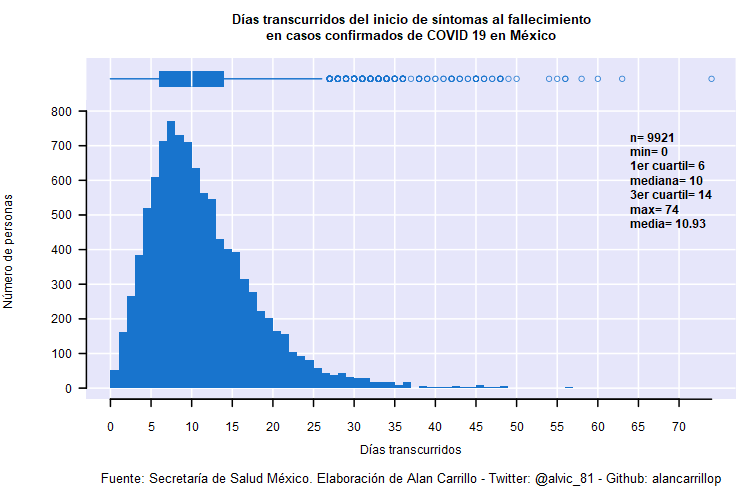 Días transcurridos del inicio de síntomas al fallecimiento
en casos confirmados de COVID 19 en México
n= 9921
min= 0
1er cuartil= 6
mediana= 10
3er cuartil= 14
max= 74
media= 10.93
Número de personas
800
700
600
500
400
300
200
100
0
0 5 10 15 20 25 30 35 40 45 50 55 60 65 70
Días transcurridos
Fuente: Secretaría de Salud México. Elaboración de Alan Carrillo - Twitter: @alvic_81 - Github: alancarrillop